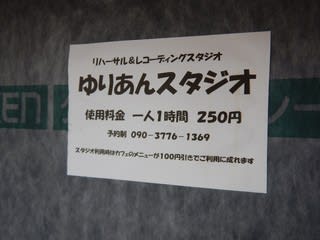 リハーサル＆レコーディングスタジオ
ゆりあんスタジオ
使用料金 一人1時間 250円
予約制 090-3776-1369
スタジオ利用時はカフェのメニューが100円引きでご利用に成れます